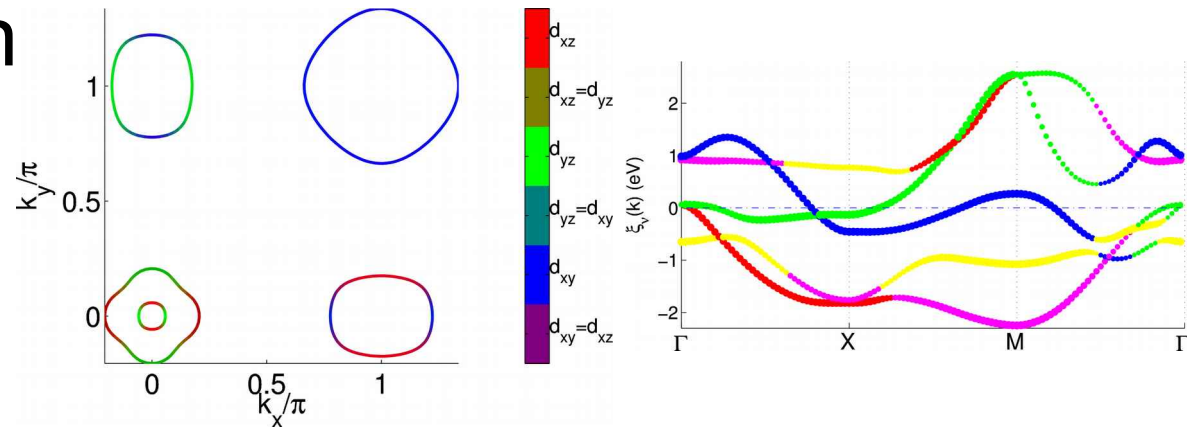 n
1
0.5
0
k_y/π
0 0.5 1
k_x/π
d_xz
d_xz=d_yz
d_yz
d_yz=d_xy
d_xy
d_xy=d_xz
2
1
0
−1
−2
ξ_ν(k) (eV)
Γ X M Γ